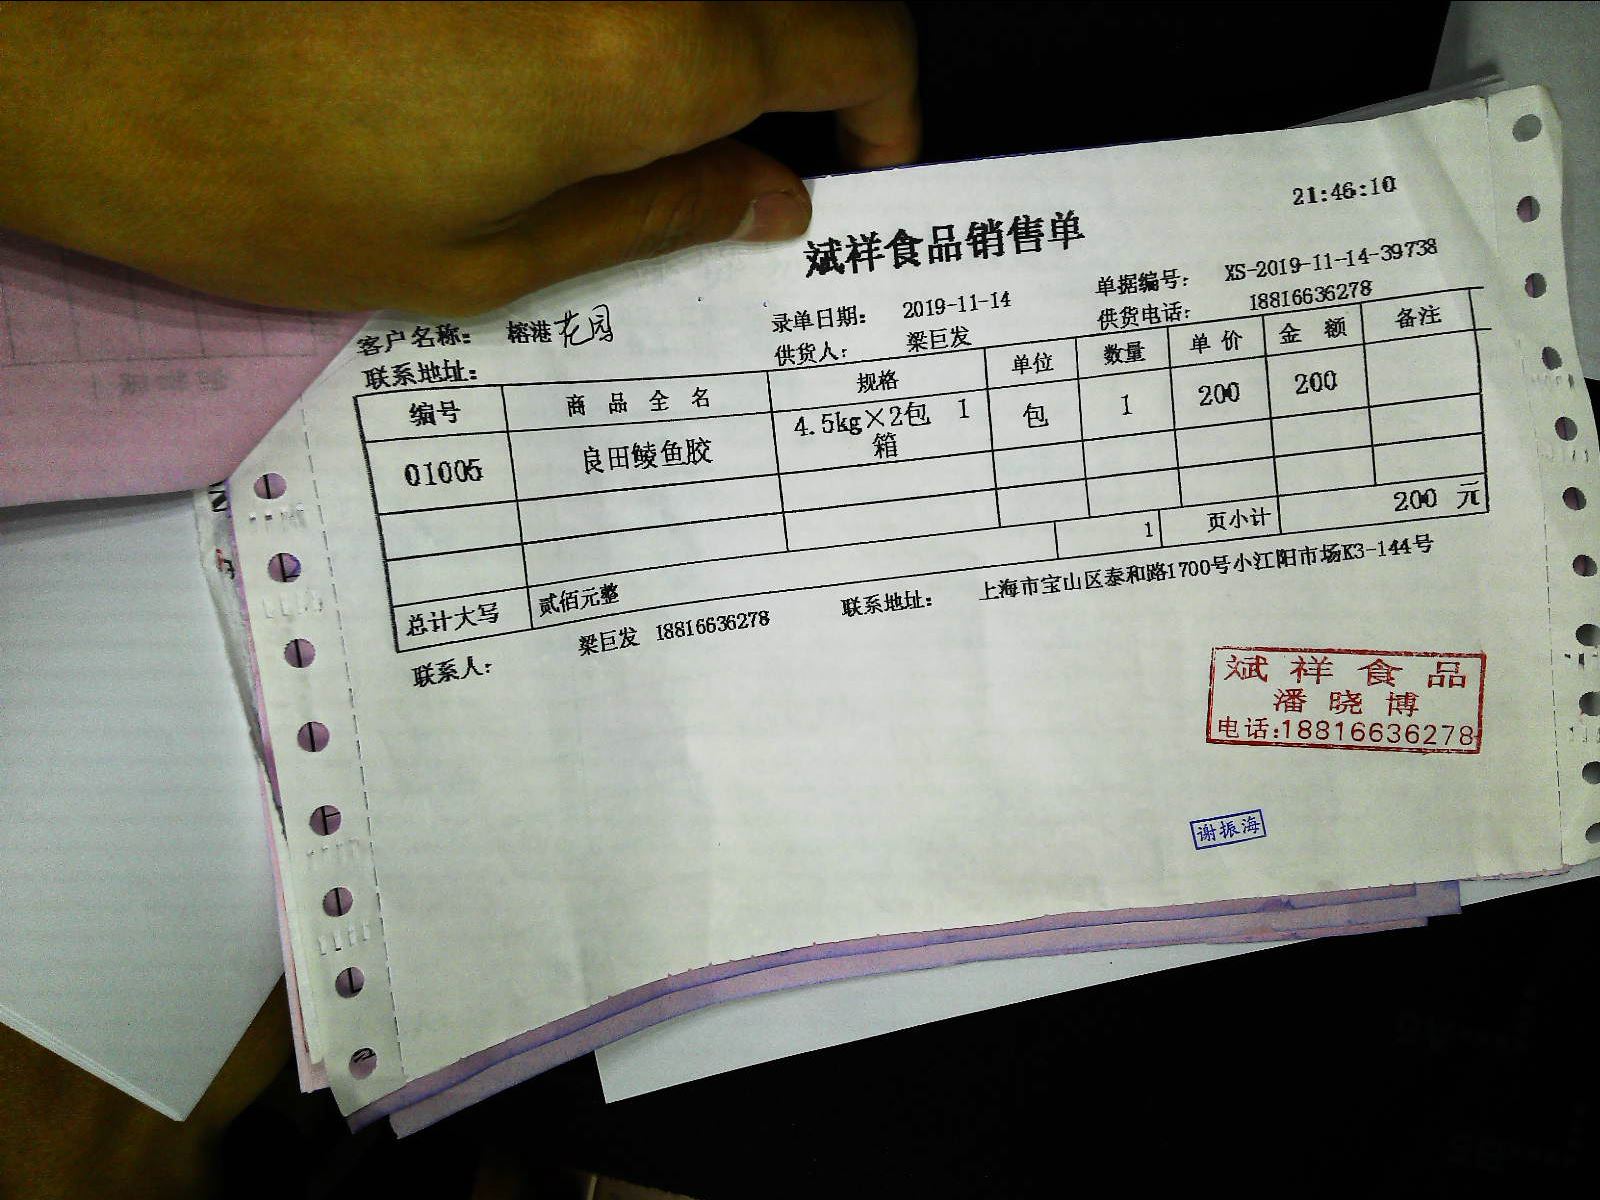 21:46:10
斌祥食品销售单
客户名称: 榕港花园 录单日期: 2019-11-14 单据编号: XS-2019-11-14-39738
联系地址: 供货人: 梁巨发 供货电话: 18816636278
编号 商品全名 规格 单位 数量 单价 金额 备注
01005 良田鲮鱼胶 4.5kg×2包 1箱 包 1 200 200
1 页小计 200 元
总计大写 贰佰元整
联系人: 梁巨发 18816636278 联系地址: 上海市宝山区泰和路1700号小江阳市场K3-144号
斌祥食品
潘晓博
电话:18816636278
谢振海